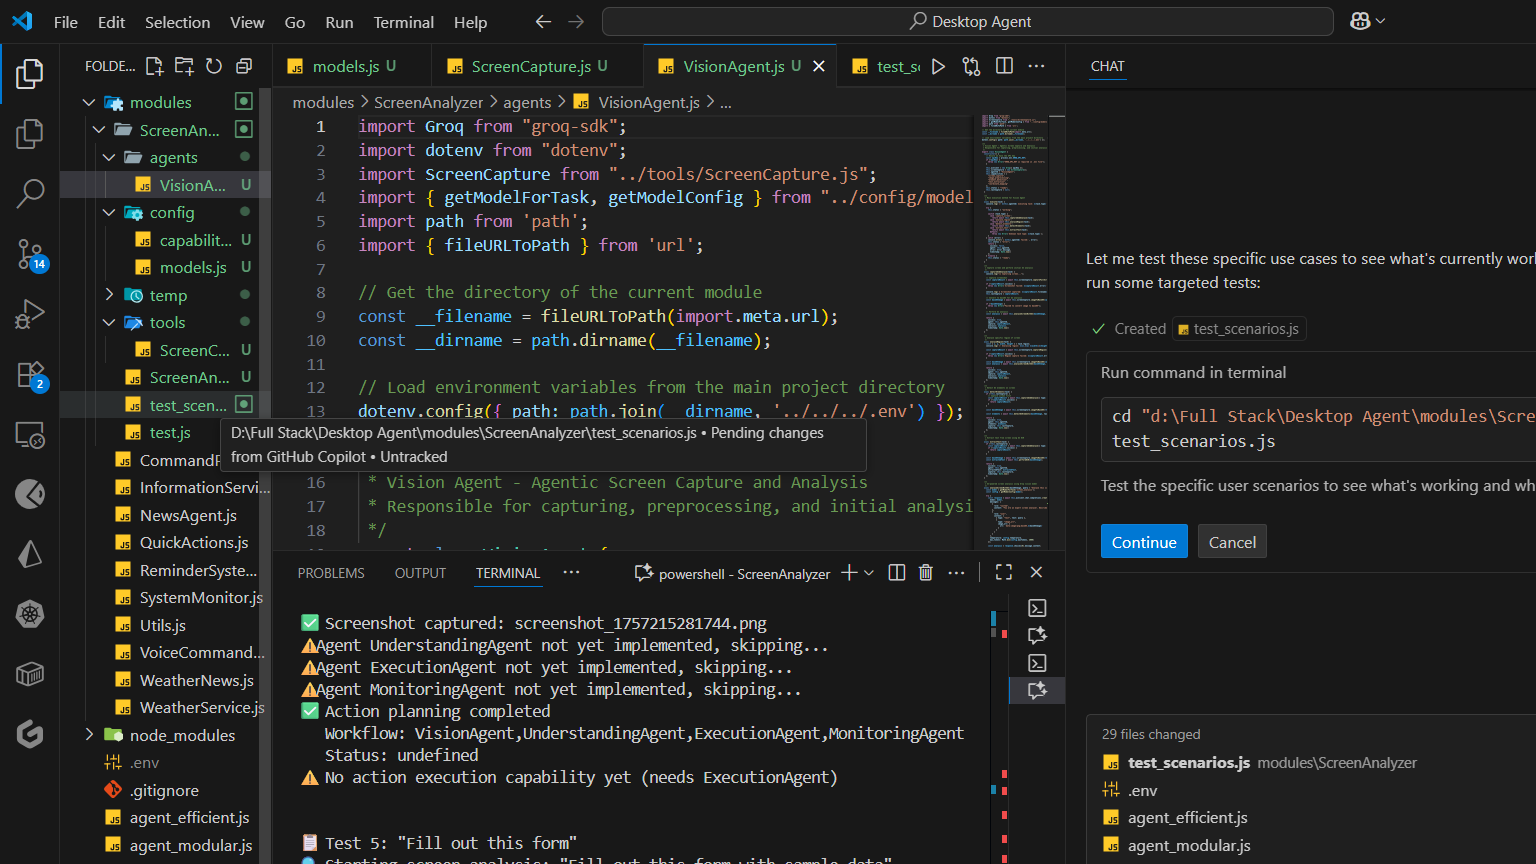 File Edit Selection View Go Run Terminal Help
Desktop Agent
FOLDE...
modules
ScreenAn...
agents
VisionA... U
config
capabilit... U
models.js U
temp
tools
ScreenC... U
ScreenAn... U
test_scen...
test.js U
InformationServi...
NewsAgent.js
QuickActions.js
ReminderSyste...
SystemMonitor.js
Utils.js
VoiceCommand...
WeatherNews.js
WeatherService.js
node_modules
.env
.gitignore
agent_efficient.js
agent_modular.js
14
2
models.js U
ScreenCapture.js U
VisionAgent.js U
modules > ScreenAnalyzer > agents > JS VisionAgent.js > ...
1 import Groq from "groq-sdk";
2 import dotenv from "dotenv";
3 import ScreenCapture from "../tools/ScreenCapture.js";
4 import { getModelForTask, getModelConfig } from "../config/model
5 import path from 'path';
6 import { fileURLToPath } from 'url';
7
8 // Get the directory of the current module
9 const __filename = fileURLToPath(import.meta.url);
10 const __dirname = path.dirname(__filename);
11
12 // Load environment variables from the main project directory
13 dotenv.config({ path: path.join(__dirname, '../../../.env') });
D:\Full Stack\Desktop Agent\modules\ScreenAnalyzer\test_scenarios.js • Pending changes
from GitHub Copilot • Untracked
16 * Vision Agent - Agentic Screen Capture and Analysis
17 * Responsible for capturing, preprocessing, and initial analysi
18 */
PROBLEMS OUTPUT TERMINAL ...
powershell - ScreenAnalyzer
✅ Screenshot captured: screenshot_1757215281744.png
⚠️Agent UnderstandingAgent not yet implemented, skipping...
⚠️Agent ExecutionAgent not yet implemented, skipping...
⚠️Agent MonitoringAgent not yet implemented, skipping...
✅ Action planning completed
Workflow: VisionAgent,UnderstandingAgent,ExecutionAgent,MonitoringAgent
Status: undefined
⚠️ No action execution capability yet (needs ExecutionAgent)
📋 Test 5: "Fill out this form"
Starting screen analysis: "Fill out this form with sample data"
CHAT
Let me test these specific use cases to see what's currently wor
run some targeted tests:
✓ Created JS test_scenarios.js
Run command in terminal
cd "d:\Full Stack\Desktop Agent\modules\Scre
test_scenarios.js
Test the specific user scenarios to see what's working and wh
Continue Cancel
29 files changed
test_scenarios.js modules\ScreenAnalyzer
.env
agent_efficient.js
agent_modular.js